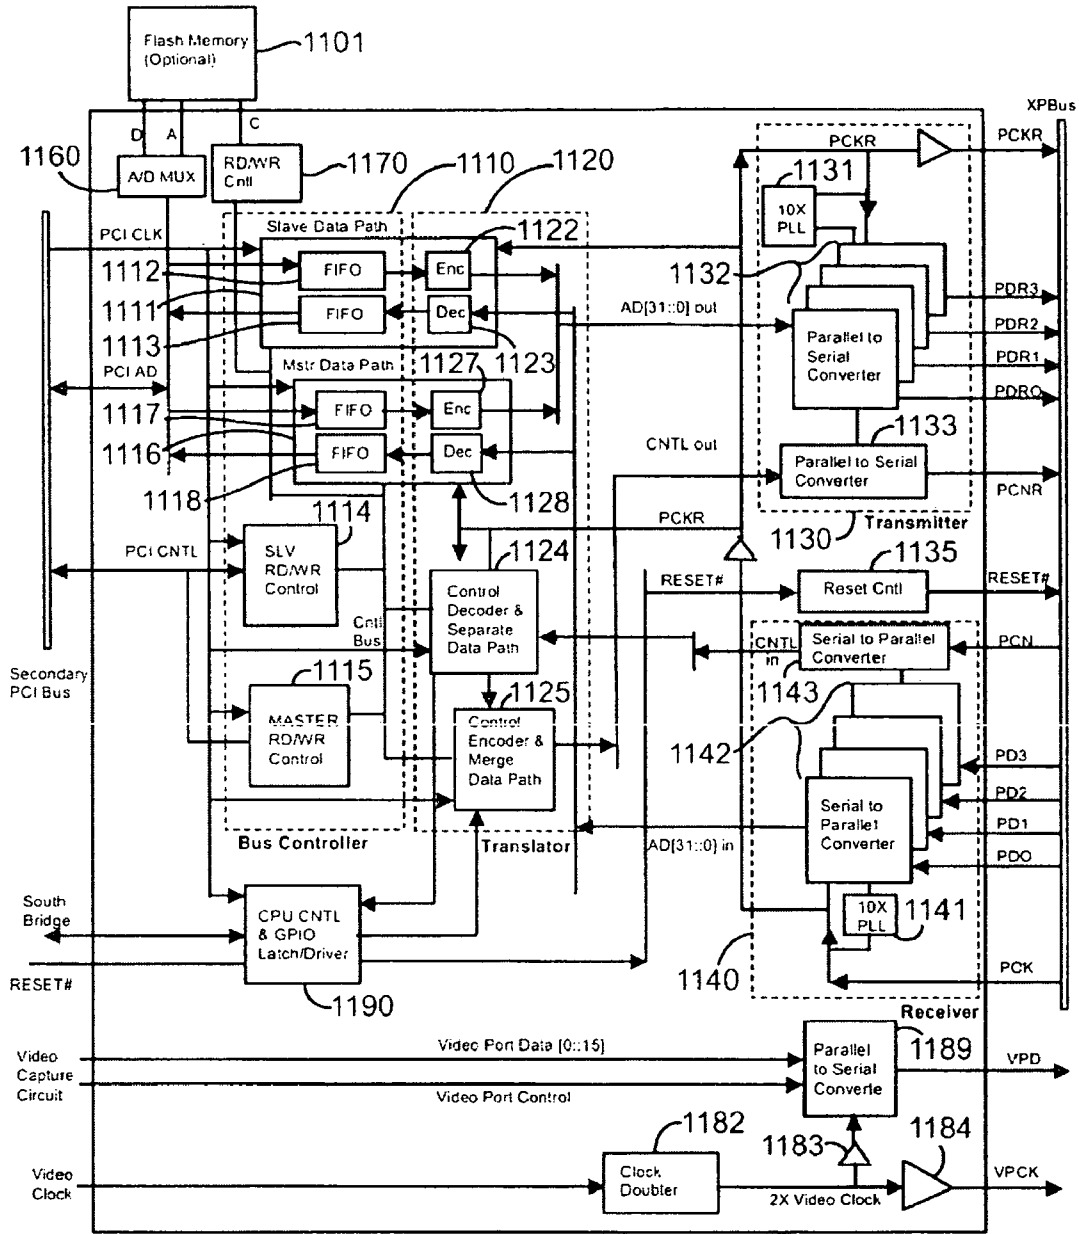 Flash Memory
(Optional)
1101
XPBus
D
A
C
1160
A/D MUX
RD/WR
Cntl
1170
1110
1120
PCKR
PCKR
1131
10X
PLL
PCI CLK
Slave Data Path
1122
1112
FIFO
Enc
1132
1111
FIFO
Dec
AD[31::0] out
PDR3
1113
1123
PDR2
Parallel to
Serial
Converter
PCI AD
Mstr Data Path
1127
PDR1
1117
FIFO
Enc
PDR0
1116
FIFO
Dec
CNTL out
1133
Parallel to Serial
Converter
1118
1128
PCNR
1114
PCKR
Transmitter
1130
PCI CNTL
SLV
RD/WR
Control
1124
1135
Control
Decoder &
Separate
Data Path
RESET#
Reset Cntl
RESET#
Cntl
Bus
CNTL
in
Serial to Parallel
Converter
PCN
Secondary
PCI Bus
1115
1125
1143
MASTER
RD/WR
Control
Control
Encoder &
Merge
Data Path
1142
PD3
PD2
Serial to
Parallel
Converter
PD1
Bus Controller
Translator
AD[31::0] in
PD0
South
Bridge
CPU CNTL
& GPIO
Latch/Driver
10X
PLL
1141
1140
PCK
RESET#
1190
Receiver
Video
Capture
Circuit
Video Port Data [0::15]
Parallel
to Serial
Converte
1189
VPD
Video Port Control
1182
1183
1184
Video
Clock
Clock
Doubler
2X Video Clock
VPCK